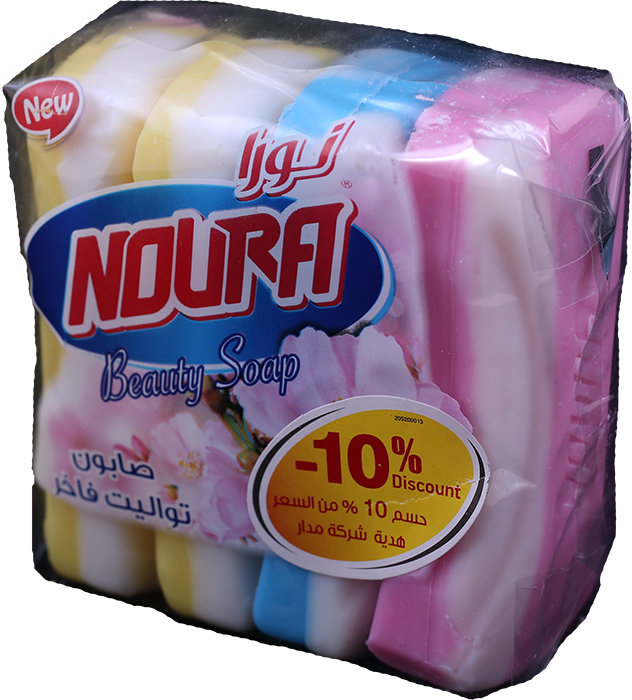 New
نورا
NOURA
®
Beauty Soap
صابون
تواليت فاخر
205200013
-10%
Discount
حسم 10 % من السعر
هدية شركة مدار